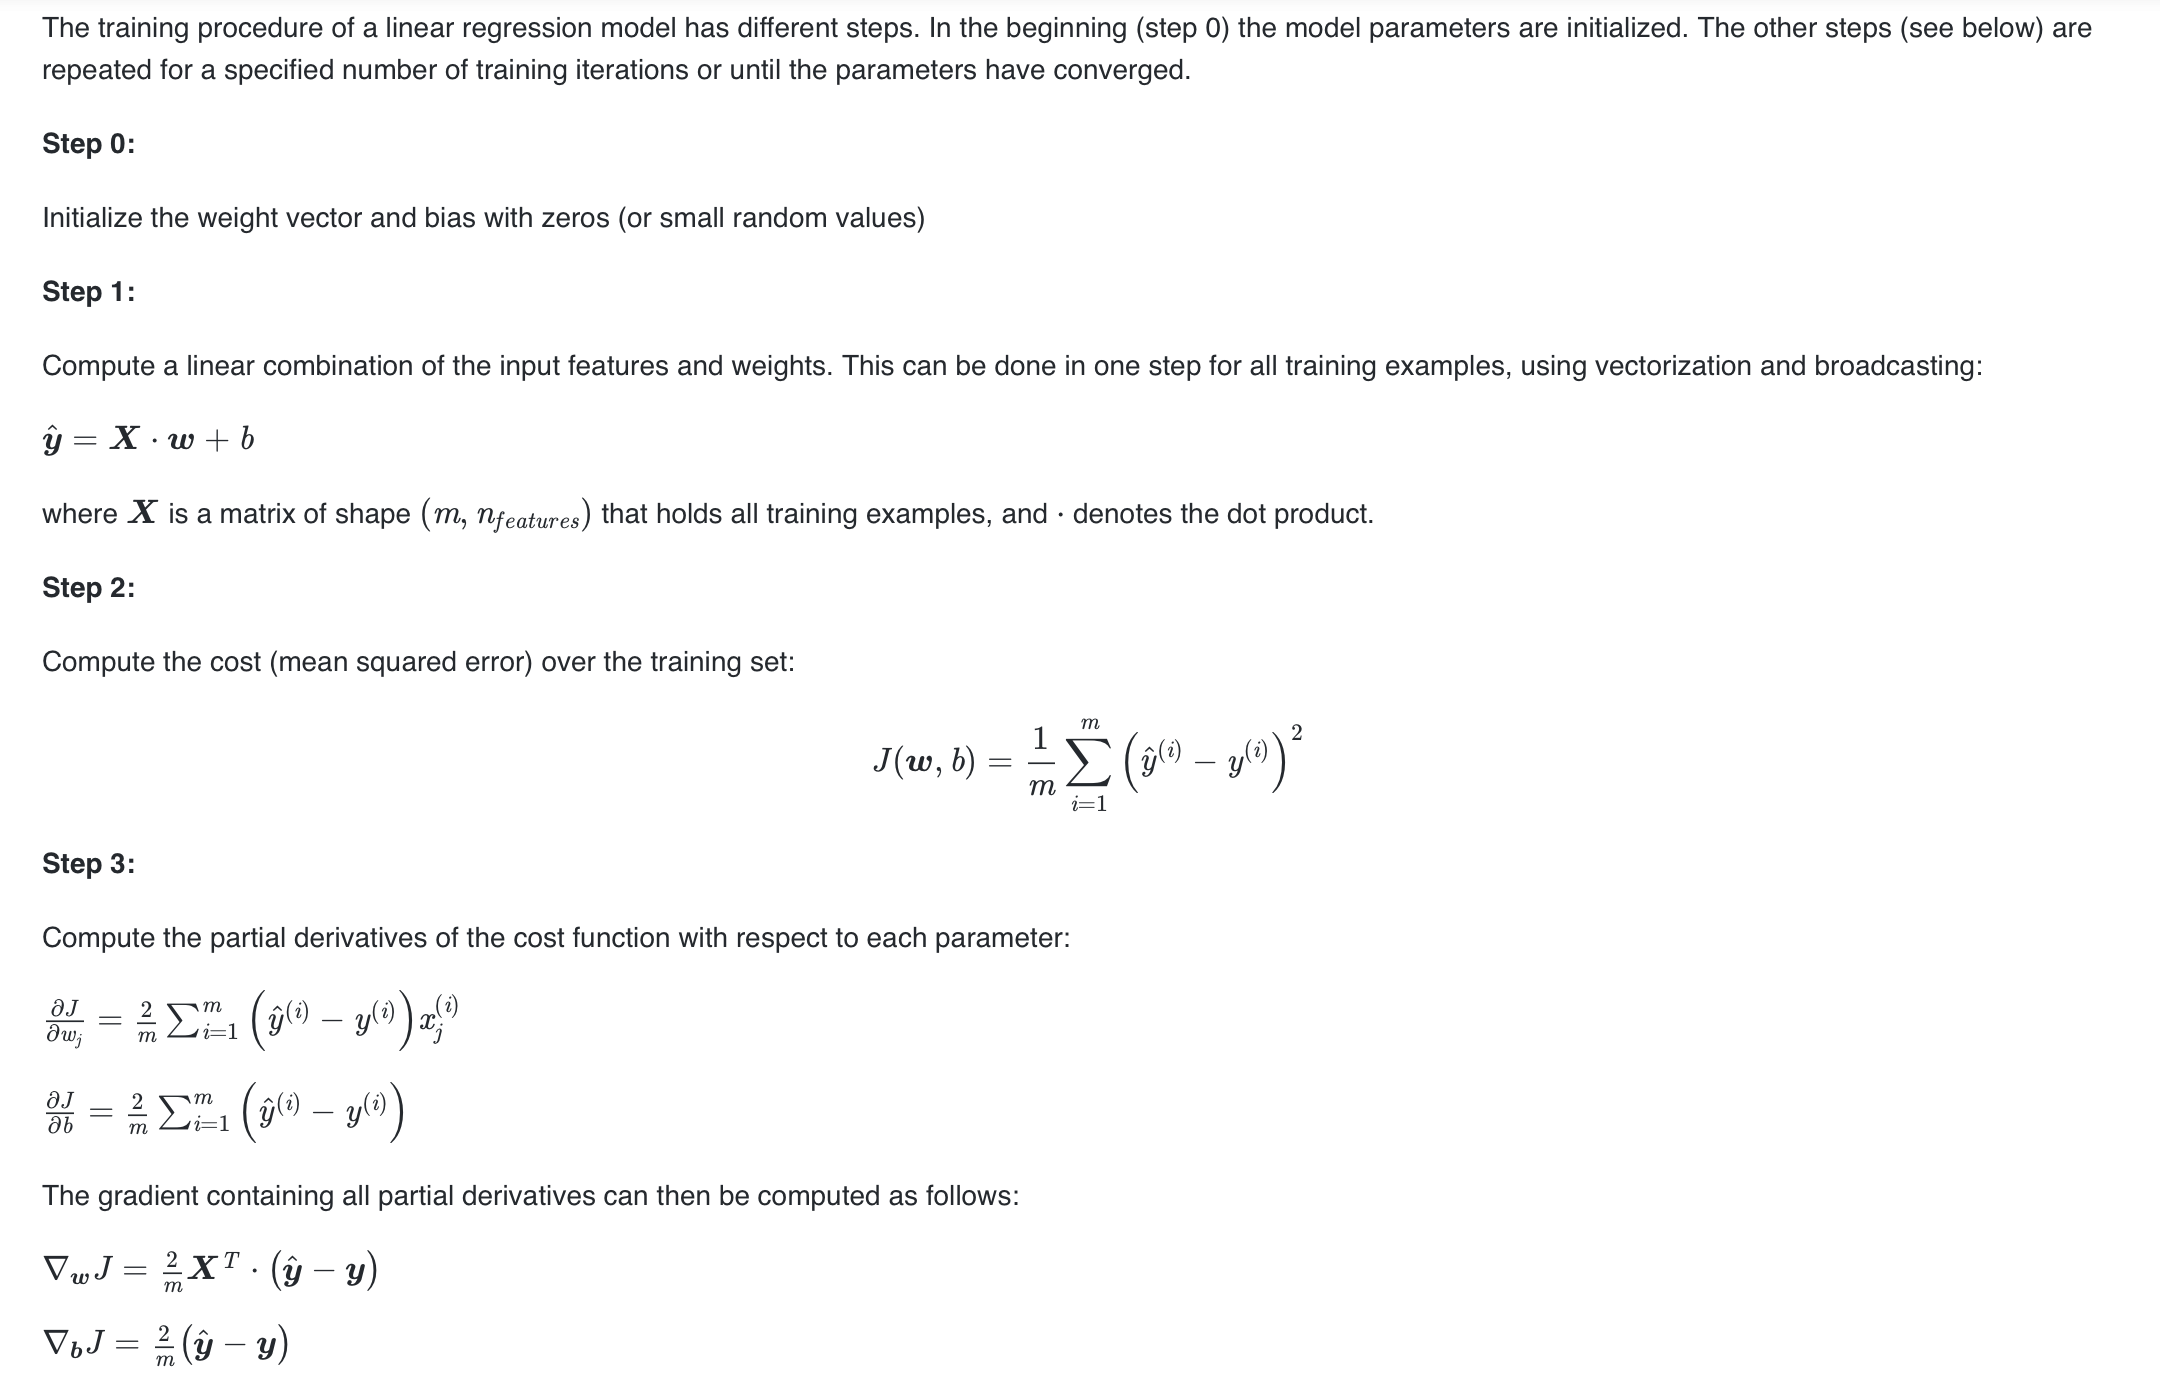 The training procedure of a linear regression model has different steps. In the beginning (step 0) the model parameters are initialized. The other steps (see below) are
repeated for a specified number of training iterations or until the parameters have converged.
Step 0:
Initialize the weight vector and bias with zeros (or small random values)
Step 1:
Compute a linear combination of the input features and weights. This can be done in one step for all training examples, using vectorization and broadcasting:
$\hat{\boldsymbol{y}} = \boldsymbol{X} \cdot \boldsymbol{w} + b$
where $\boldsymbol{X}$ is a matrix of shape $(m, n_{features})$ that holds all training examples, and $\cdot$ denotes the dot product.
Step 2:
Compute the cost (mean squared error) over the training set:
$J(\boldsymbol{w}, b) = \frac{1}{m} \sum_{i=1}^{m} \left(\hat{y}^{(i)} - y^{(i)}\right)^2$
Step 3:
Compute the partial derivatives of the cost function with respect to each parameter:
$\frac{\partial J}{\partial w_j} = \frac{2}{m} \sum_{i=1}^{m} \left(\hat{y}^{(i)} - y^{(i)}\right) x_j^{(i)}$
$\frac{\partial J}{\partial b} = \frac{2}{m} \sum_{i=1}^{m} \left(\hat{y}^{(i)} - y^{(i)}\right)$
The gradient containing all partial derivatives can then be computed as follows:
$\nabla_{\boldsymbol{w}} J = \frac{2}{m} \boldsymbol{X}^T \cdot \left(\hat{\boldsymbol{y}} - \boldsymbol{y}\right)$
$\nabla_{\boldsymbol{b}} J = \frac{2}{m} \left(\hat{\boldsymbol{y}} - \boldsymbol{y}\right)$